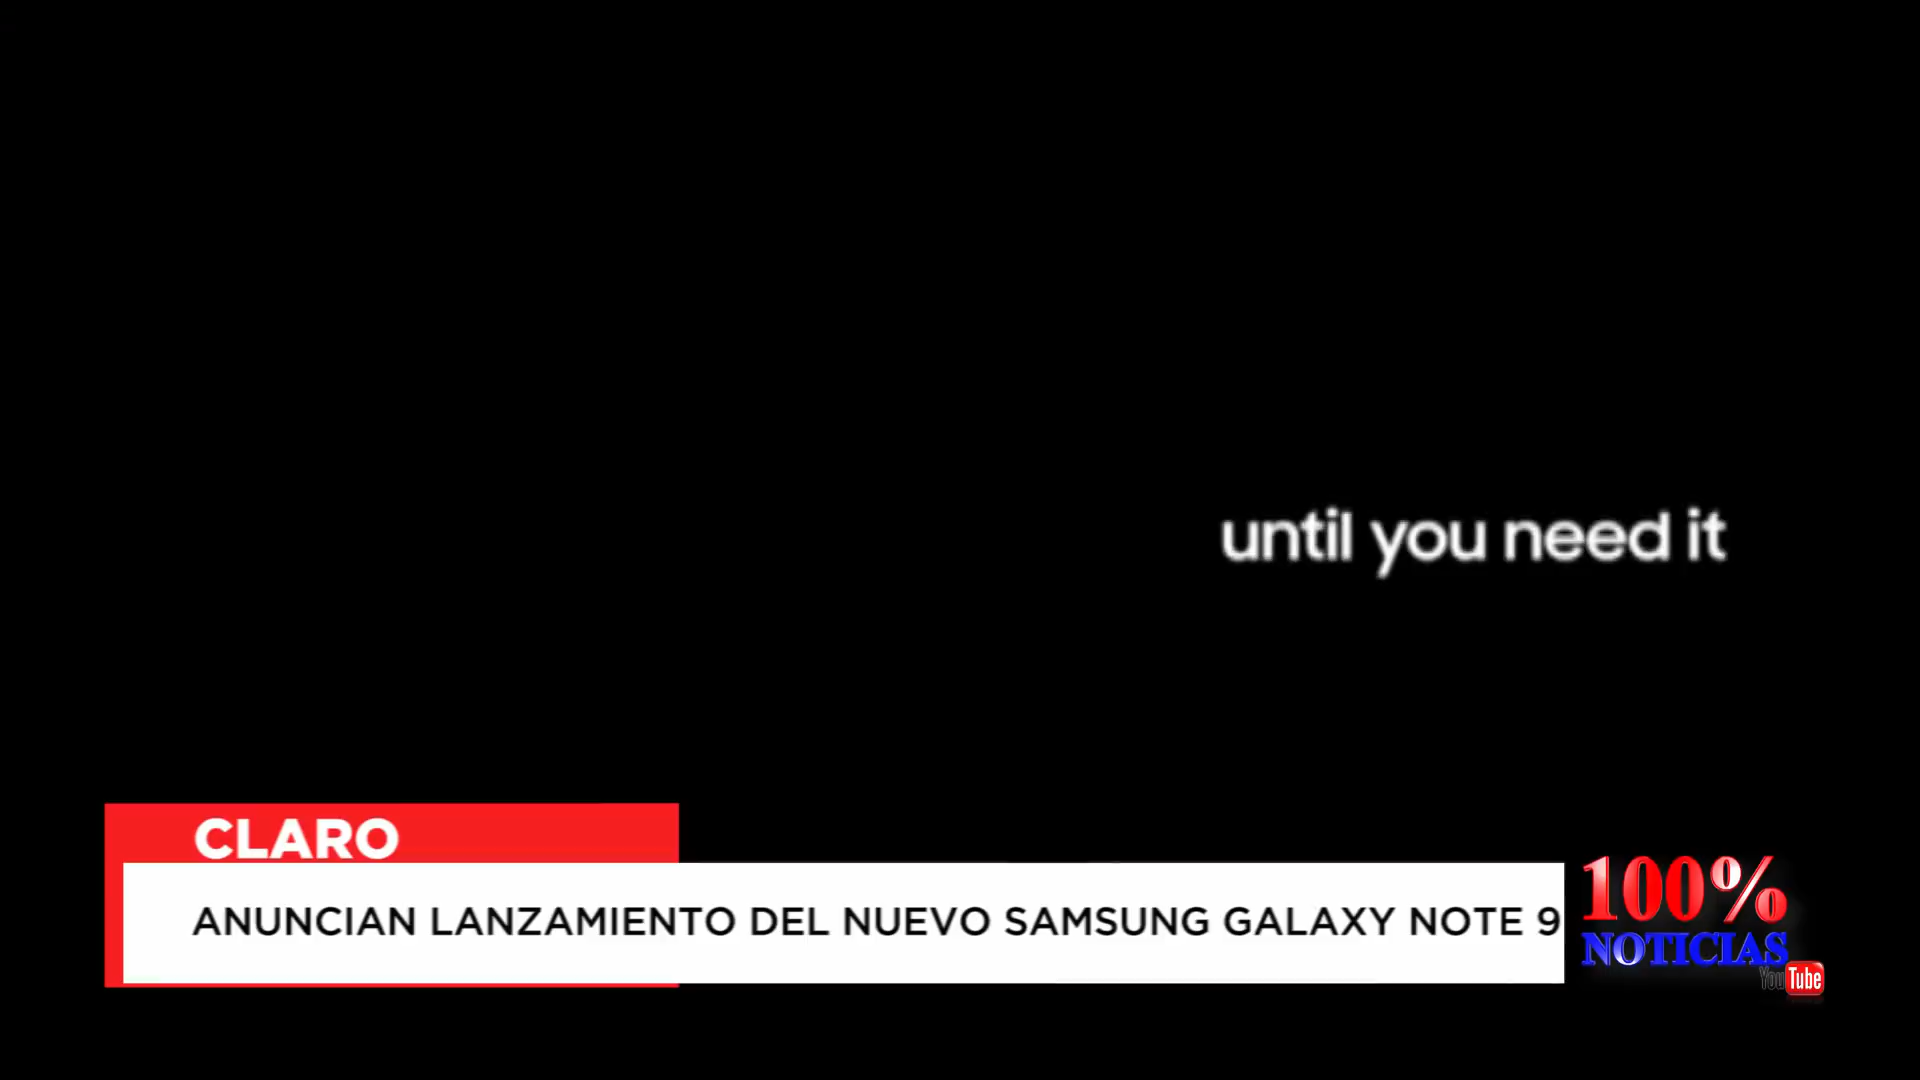 until you need it
CLARO
ANUNCIAN LANZAMIENTO DEL NUEVO SAMSUNG GALAXY NOTE 9
100%
NOTICIAS
YouTube